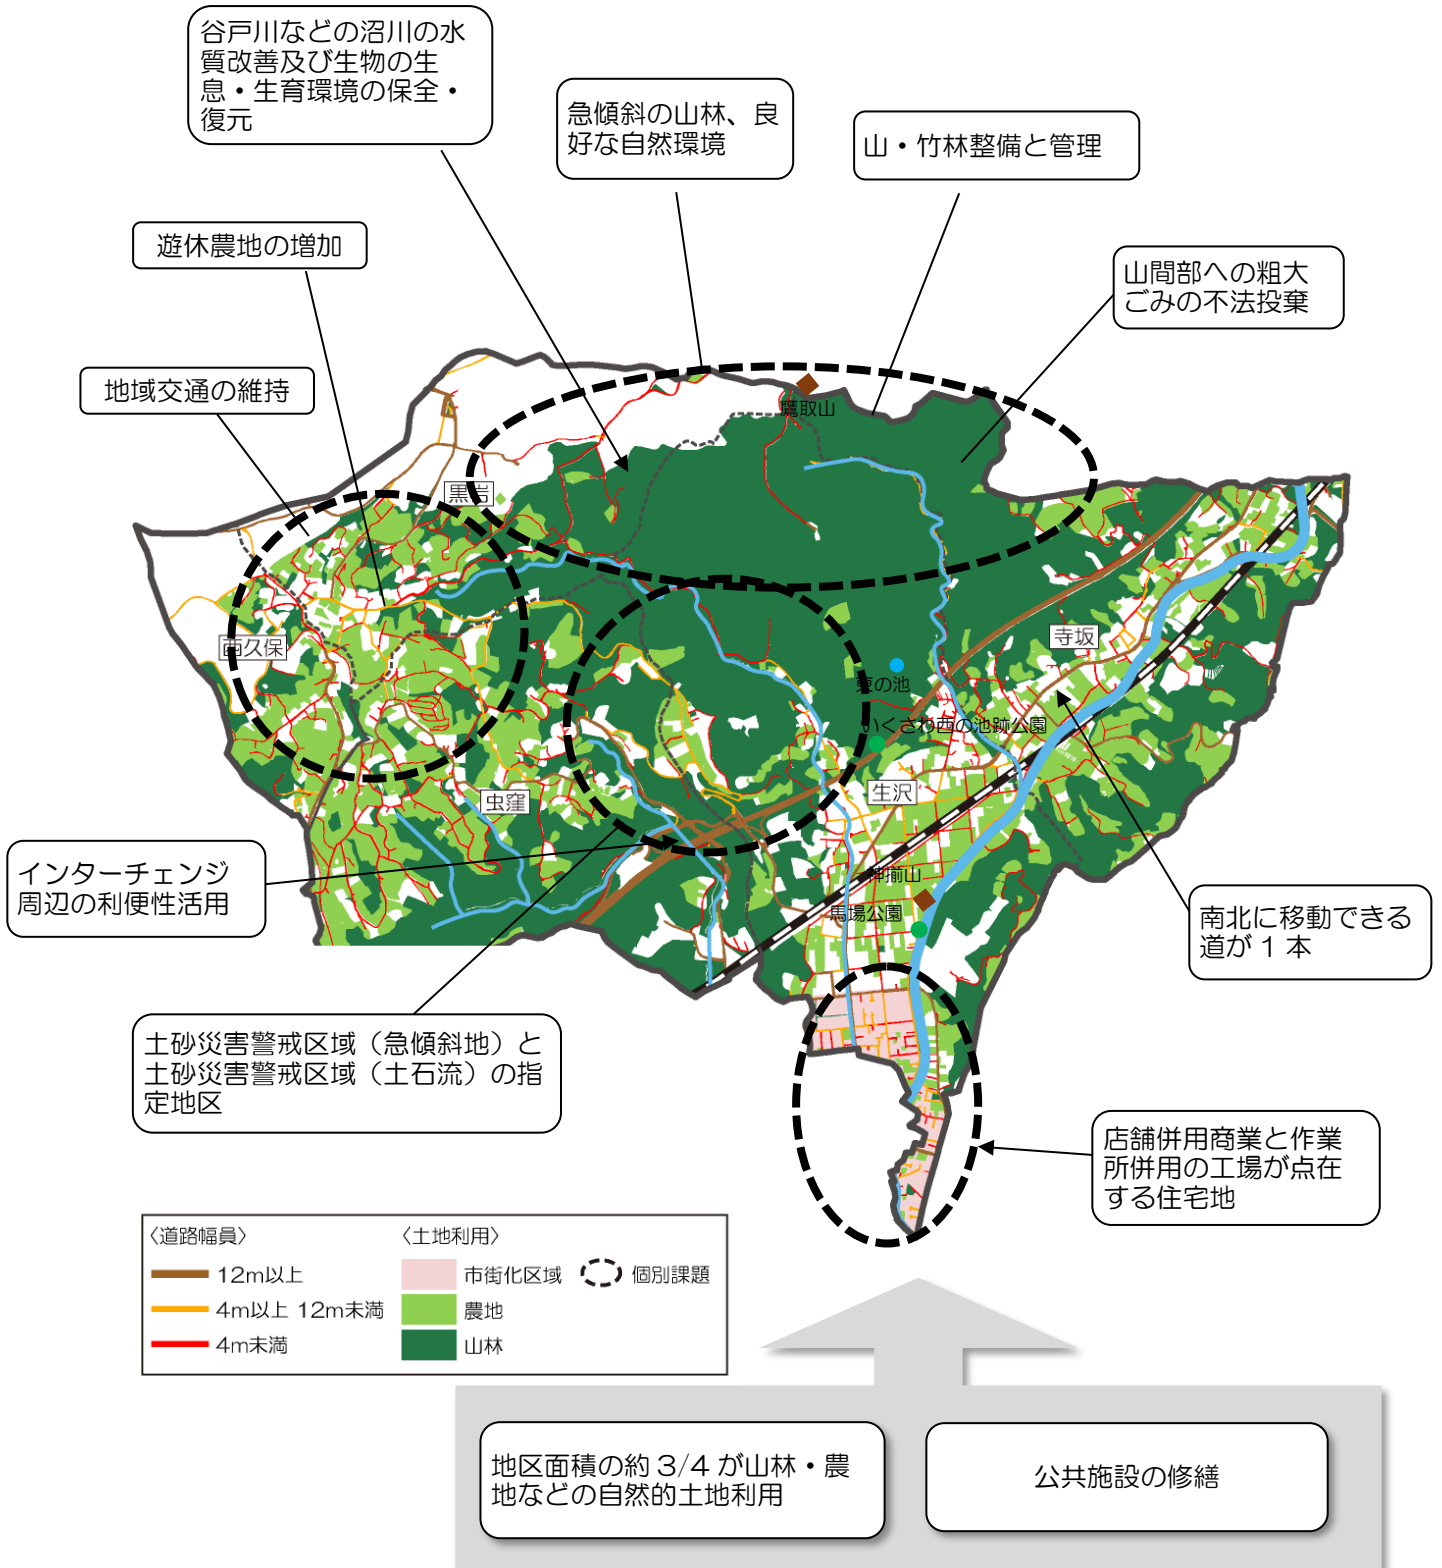 谷戸川などの沼川の水
質改善及び生物の生
息・生育環境の保全・
復元
急傾斜の山林、良
好な自然環境
山・竹林整備と管理
遊休農地の増加
山間部への粗大
ごみの不法投棄
地域交通の維持
鷹取山
黒岩
西久保
寺坂
東の池
いくさわ西の池跡公園
生沢
虫窪
神揃山
馬場公園
インターチェンジ
周辺の利便性活用
南北に移動できる
道が1本
土砂災害警戒区域（急傾斜地）と
土砂災害警戒区域（土石流）の指
定地区
店舗併用商業と作業
所併用の工場が点在
する住宅地
〈道路幅員〉
12m以上
4m以上 12m未満
4m未満
〈土地利用〉
市街化区域
農地
山林
個別課題
地区面積の約3/4が山林・農
地などの自然的土地利用
公共施設の修繕